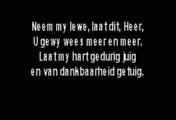 Neem my lewe, laat dit, Heer,
U gewy wees meer en meer.
Laat my hart gedurig juig
en van dankbaarheid getuig.